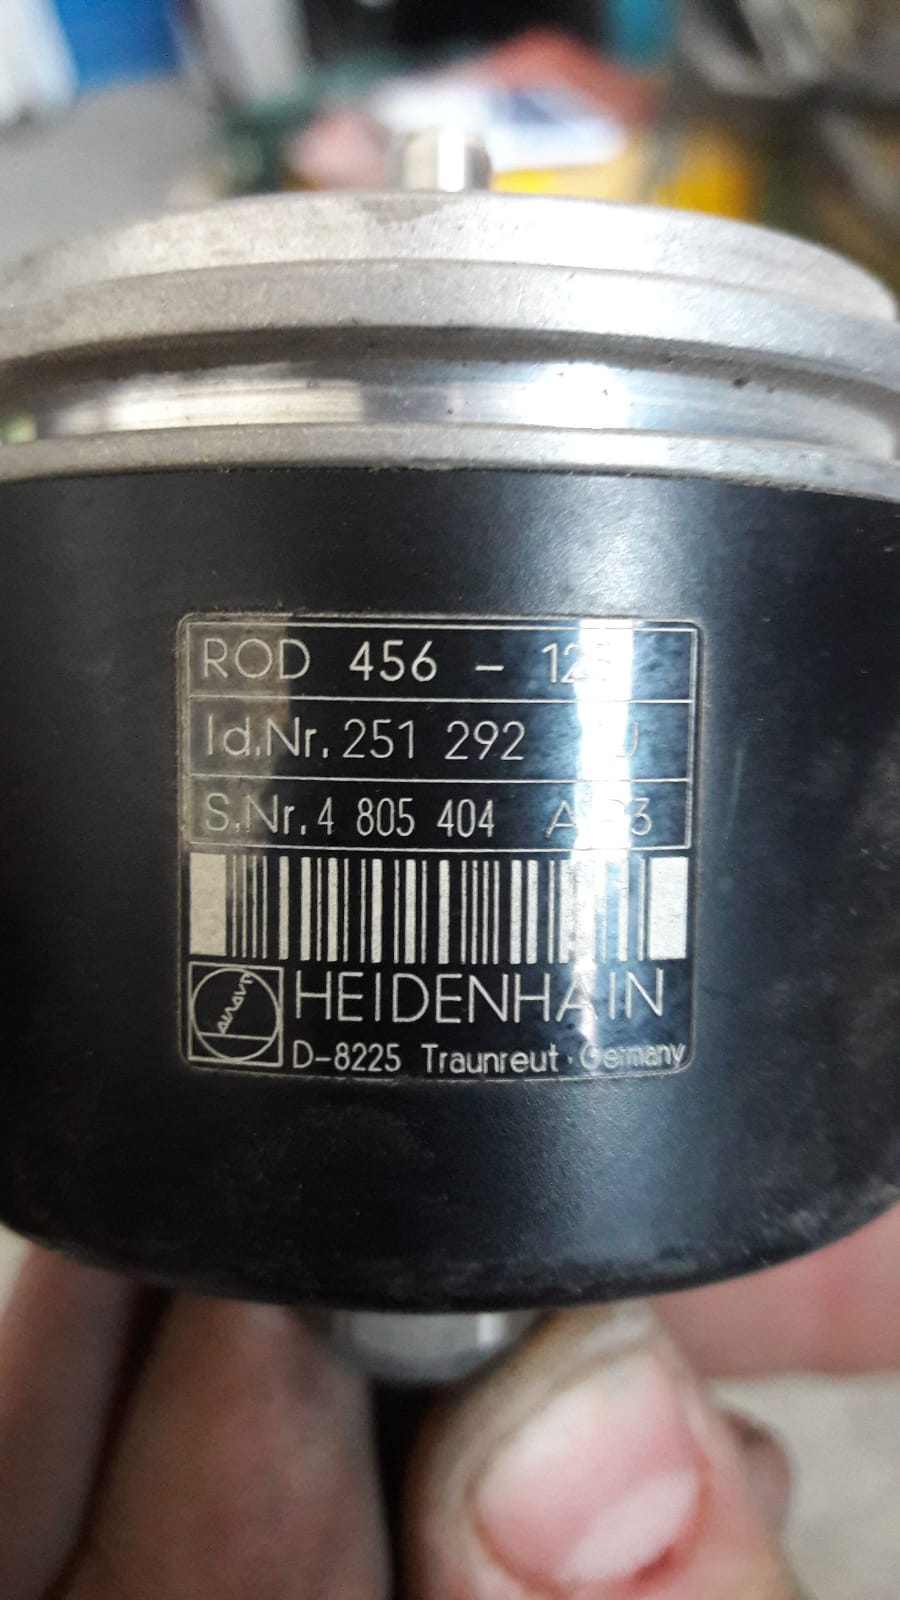 ROD 456 -
Id.Nr. 251 292
S.Nr. 4 805 404
HEIDENHAIN
D-8225 Traunreut · Germany